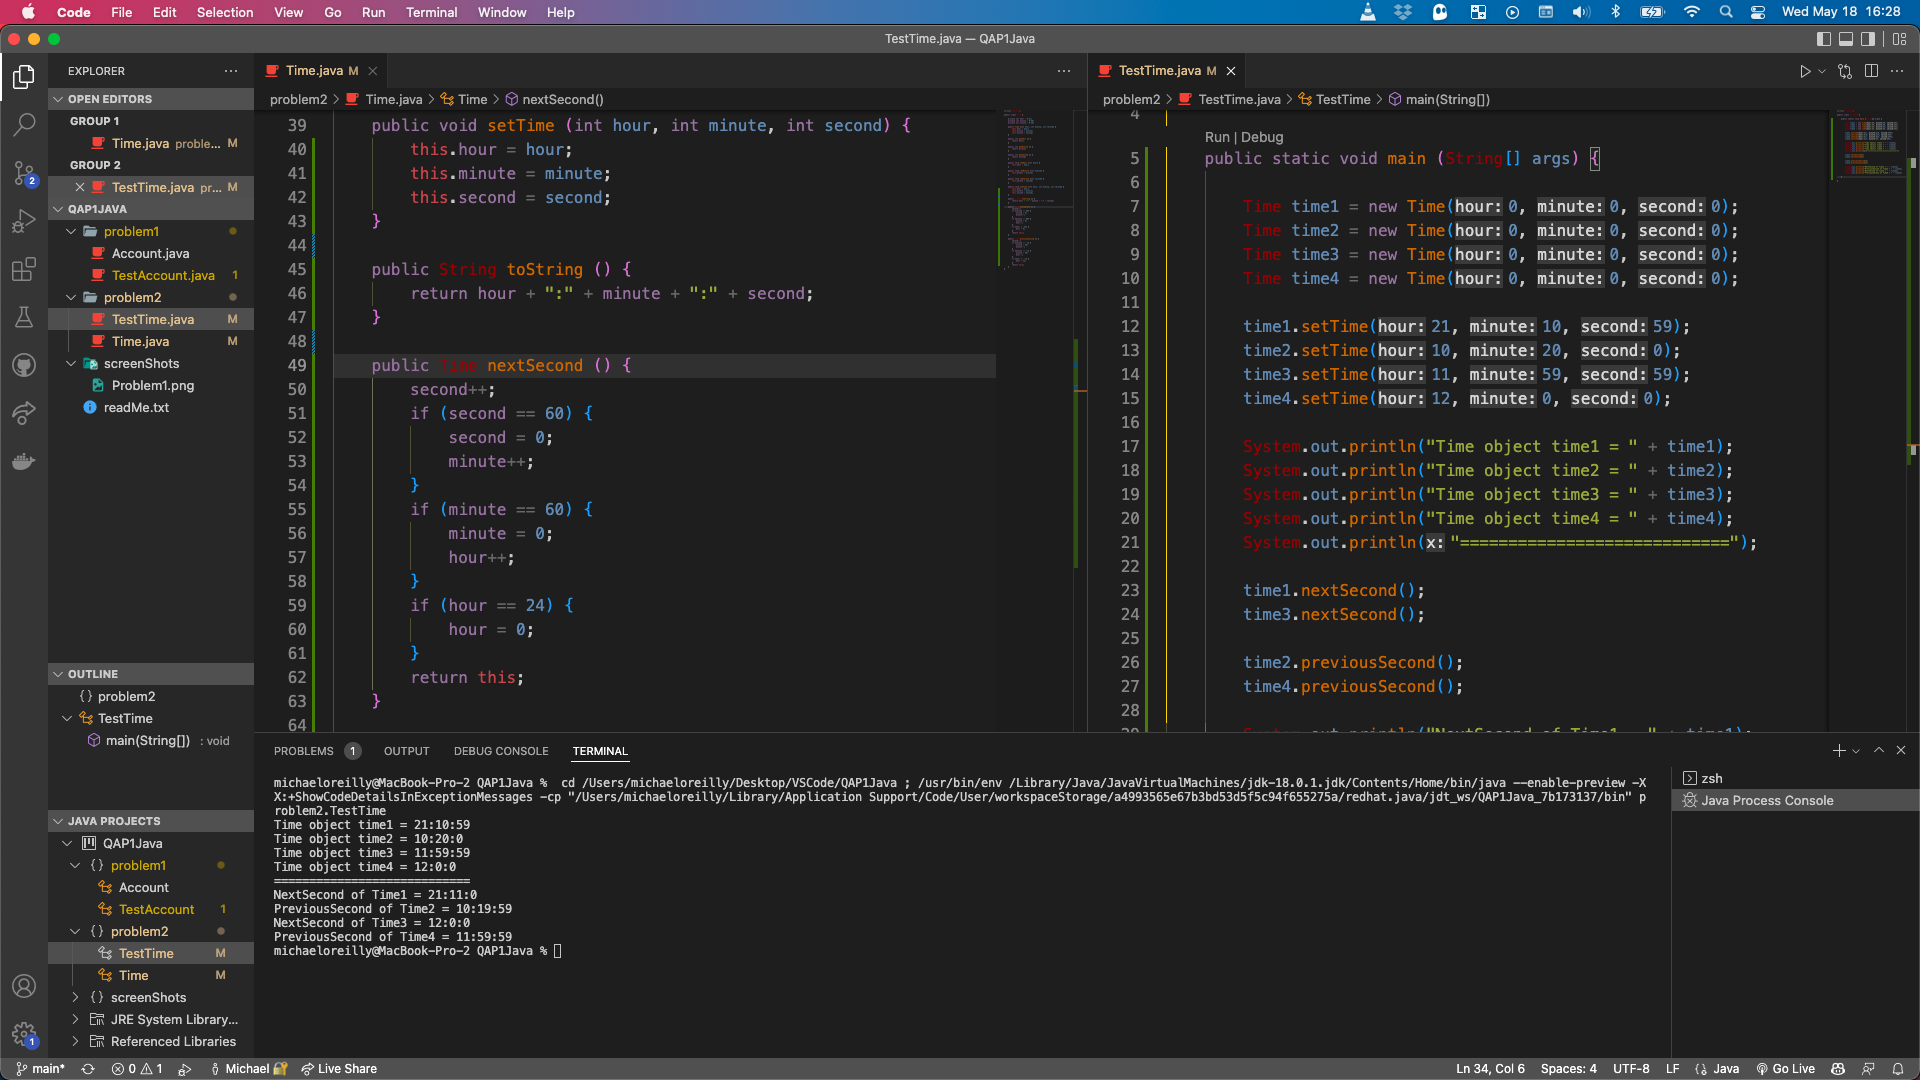 Code File Edit Selection View Go Run Terminal Window Help
Wed May 18 16:28
TestTime.java — QAP1Java
EXPLORER
OPEN EDITORS
GROUP 1
Time.java proble... M
GROUP 2
TestTime.java pr... M
QAP1JAVA
problem1
Account.java
TestAccount.java 1
problem2
TestTime.java M
Time.java M
screenShots
Problem1.png
readMe.txt
OUTLINE
{} problem2
TestTime
main(String[]) : void
JAVA PROJECTS
QAP1Java
{} problem1
Account
TestAccount 1
{} problem2
TestTime M
Time M
{} screenShots
JRE System Library...
Referenced Libraries
2
1
Time.java M
problem2 > Time.java > Time > nextSecond()
39 public void setTime (int hour, int minute, int second) {
40 this.hour = hour;
41 this.minute = minute;
42 this.second = second;
43 }
44
45 public String toString () {
46 return hour + ":" + minute + ":" + second;
47 }
48
49 public Time nextSecond () {
50 second++;
51 if (second == 60) {
52 second = 0;
53 minute++;
54 }
55 if (minute == 60) {
56 minute = 0;
57 hour++;
58 }
59 if (hour == 24) {
60 hour = 0;
61 }
62 return this;
63 }
64
TestTime.java M
problem2 > TestTime.java > TestTime > main(String[])
4
Run | Debug
5 public static void main (String[] args) {
6
7 Time time1 = new Time(hour: 0, minute: 0, second: 0);
8 Time time2 = new Time(hour: 0, minute: 0, second: 0);
9 Time time3 = new Time(hour: 0, minute: 0, second: 0);
10 Time time4 = new Time(hour: 0, minute: 0, second: 0);
11
12 time1.setTime(hour: 21, minute: 10, second: 59);
13 time2.setTime(hour: 10, minute: 20, second: 0);
14 time3.setTime(hour: 11, minute: 59, second: 59);
15 time4.setTime(hour: 12, minute: 0, second: 0);
16
17 System.out.println("Time object time1 = " + time1);
18 System.out.println("Time object time2 = " + time2);
19 System.out.println("Time object time3 = " + time3);
20 System.out.println("Time object time4 = " + time4);
21 System.out.println(x: "============================");
22
23 time1.nextSecond();
24 time3.nextSecond();
25
26 time2.previousSecond();
27 time4.previousSecond();
28
29 System.out.println("NextSecond of Time1 = " + time1);
PROBLEMS 1 OUTPUT DEBUG CONSOLE TERMINAL
michaeloreilly@MacBook-Pro-2 QAP1Java % cd /Users/michaeloreilly/Desktop/VSCode/QAP1Java ; /usr/bin/env /Library/Java/JavaVirtualMachines/jdk-18.0.1.jdk/Contents/Home/bin/java --enable-preview -X
X:+ShowCodeDetailsInExceptionMessages -cp "/Users/michaeloreilly/Library/Application Support/Code/User/workspaceStorage/a4993565e67b3bd53d5f5c94f655275a/redhat.java/jdt_ws/QAP1Java_7b173137/bin" p
roblem2.TestTime
Time object time1 = 21:10:59
Time object time2 = 10:20:0
Time object time3 = 11:59:59
Time object time4 = 12:0:0
============================
NextSecond of Time1 = 21:11:0
PreviousSecond of Time2 = 10:19:59
NextSecond of Time3 = 12:0:0
PreviousSecond of Time4 = 11:59:59
michaeloreilly@MacBook-Pro-2 QAP1Java %
zsh
Java Process Console
main* 0 1 Michael Live Share
Ln 34, Col 6 Spaces: 4 UTF-8 LF {} Java Go Live